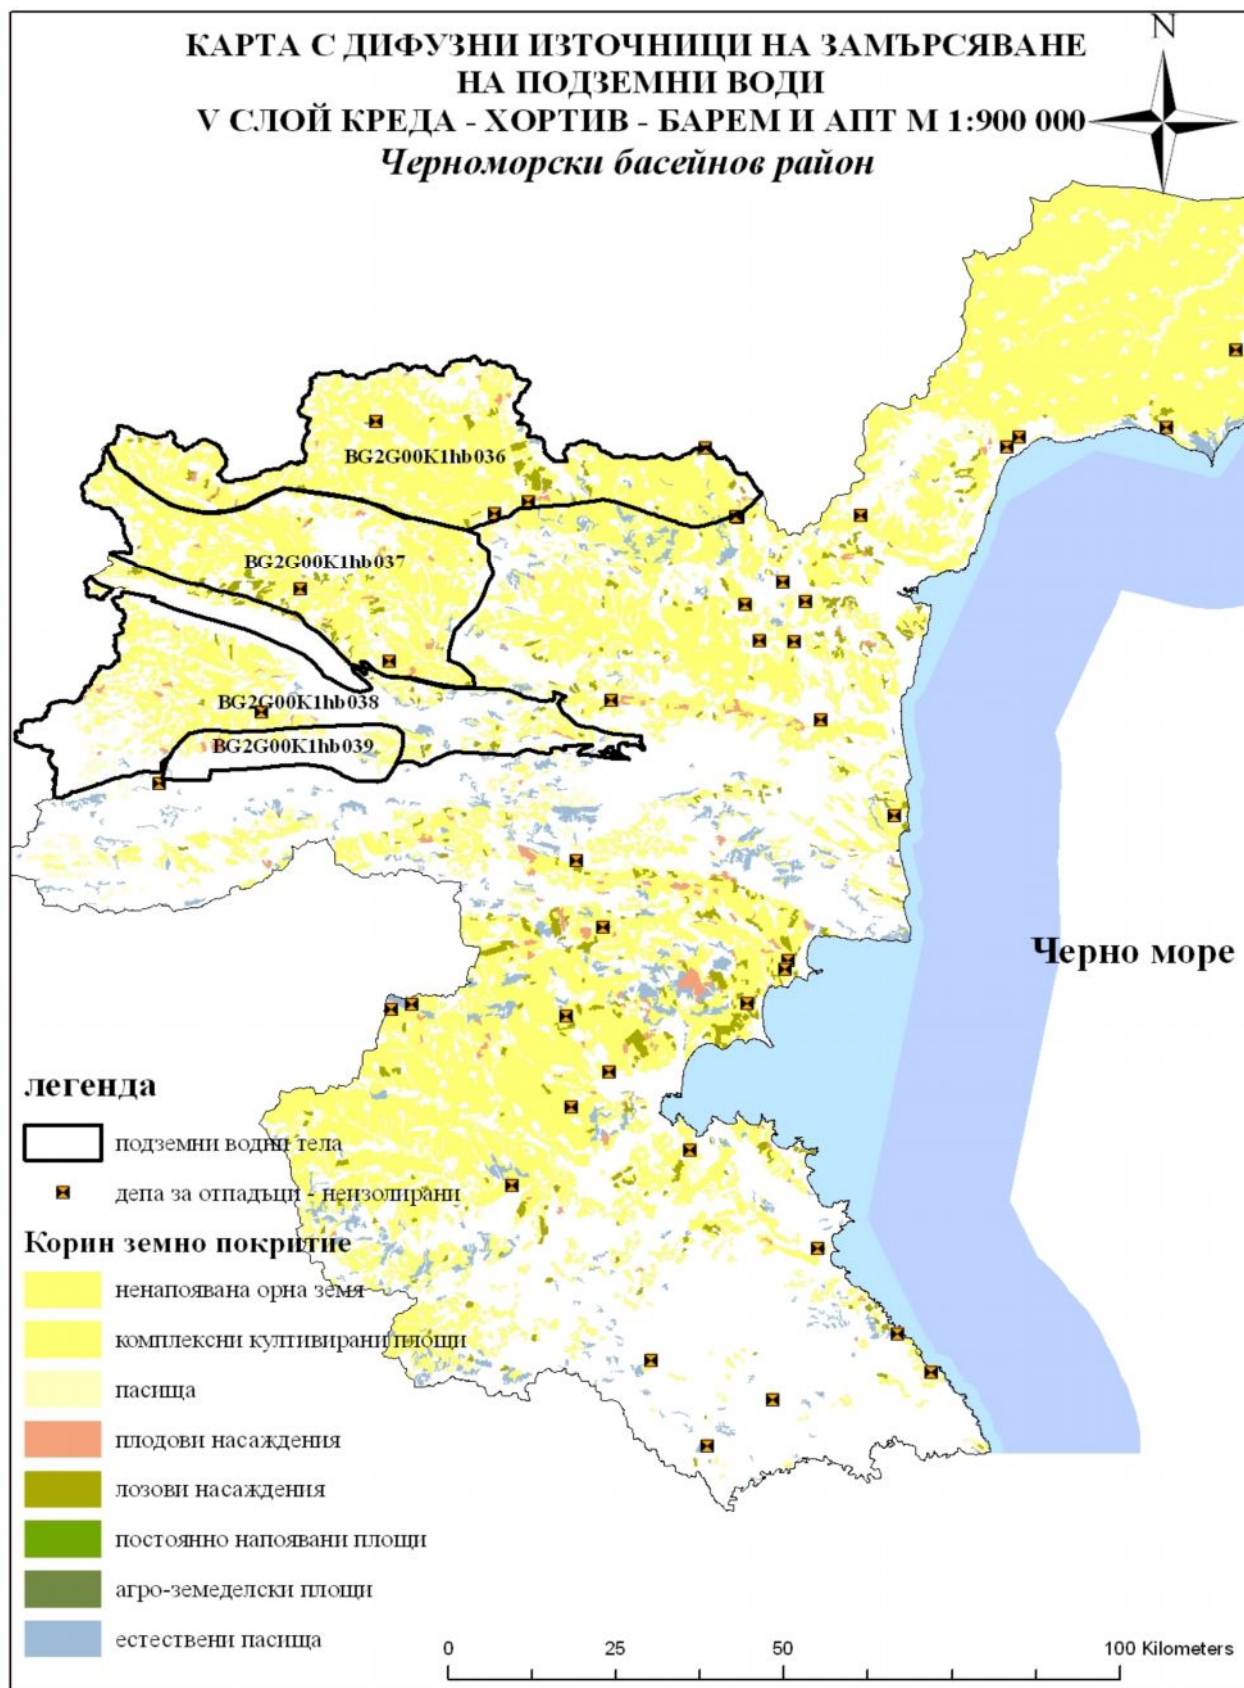 КАРТА С ДИФУЗНИ ИЗТОЧНИЦИ НА ЗАМЪРСЯВАНЕ
НА ПОДЗЕМНИ ВОДИ
V СЛОЙ КРЕДА - ХОРТИВ - БАРЕМ И АПТ М 1:900 000
Черноморски басейнов район
N
BG2G00K1hb036
BG2G00K1hb037
BG2G00K1hb038
BG2G00K1hb039
Черно море
легенда
подземни водни тела
депа за отпадъци - неизолирани
Корин земно покритие
ненапоявана орна земя
комплексни култивирани площи
пасища
плодови насаждения
лозови насаждения
постоянно напоявани площи
агро-земеделски площи
естествени пасища
0 25 50 100 Kilometers